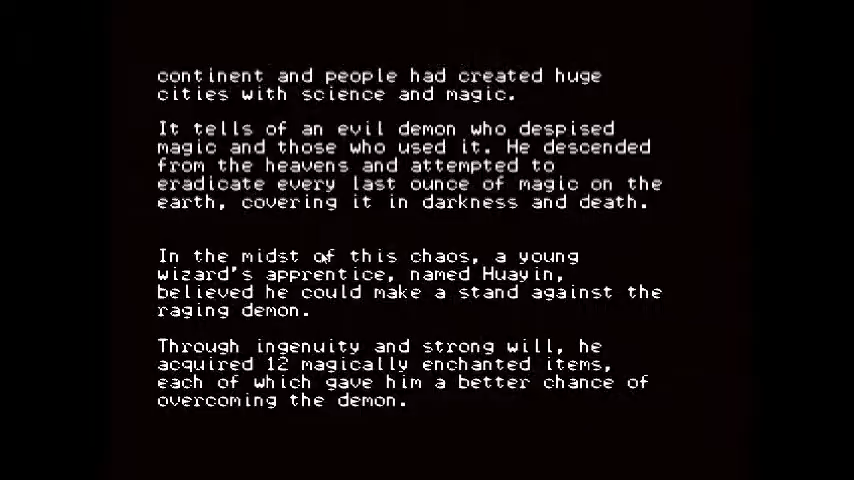 continent and people had created huge
cities with science and magic.
It tells of an evil demon who despised
magic and those who used it. He descended
from the heavens and attempted to
eradicate every last ounce of magic on the
earth, covering it in darkness and death.
In the midst of this chaos, a young
wizard's apprentice, named Huayin,
believed he could make a stand against the
raging demon.
Through ingenuity and strong will, he
acquired 12 magically enchanted items,
each of which gave him a better chance of
overcoming the demon.